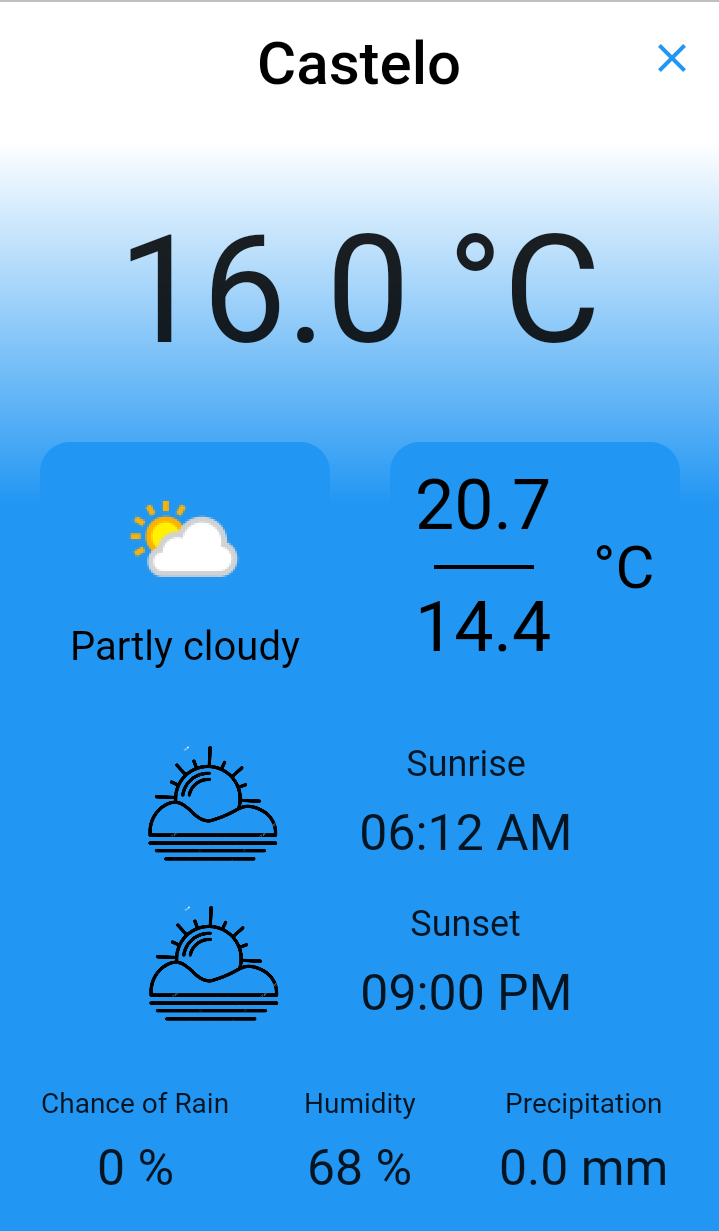 Castelo
16.0 °C
Partly cloudy
20.7
14.4
°C
Sunrise
06:12 AM
Sunset
09:00 PM
Chance of Rain
0 %
Humidity
68 %
Precipitation
0.0 mm